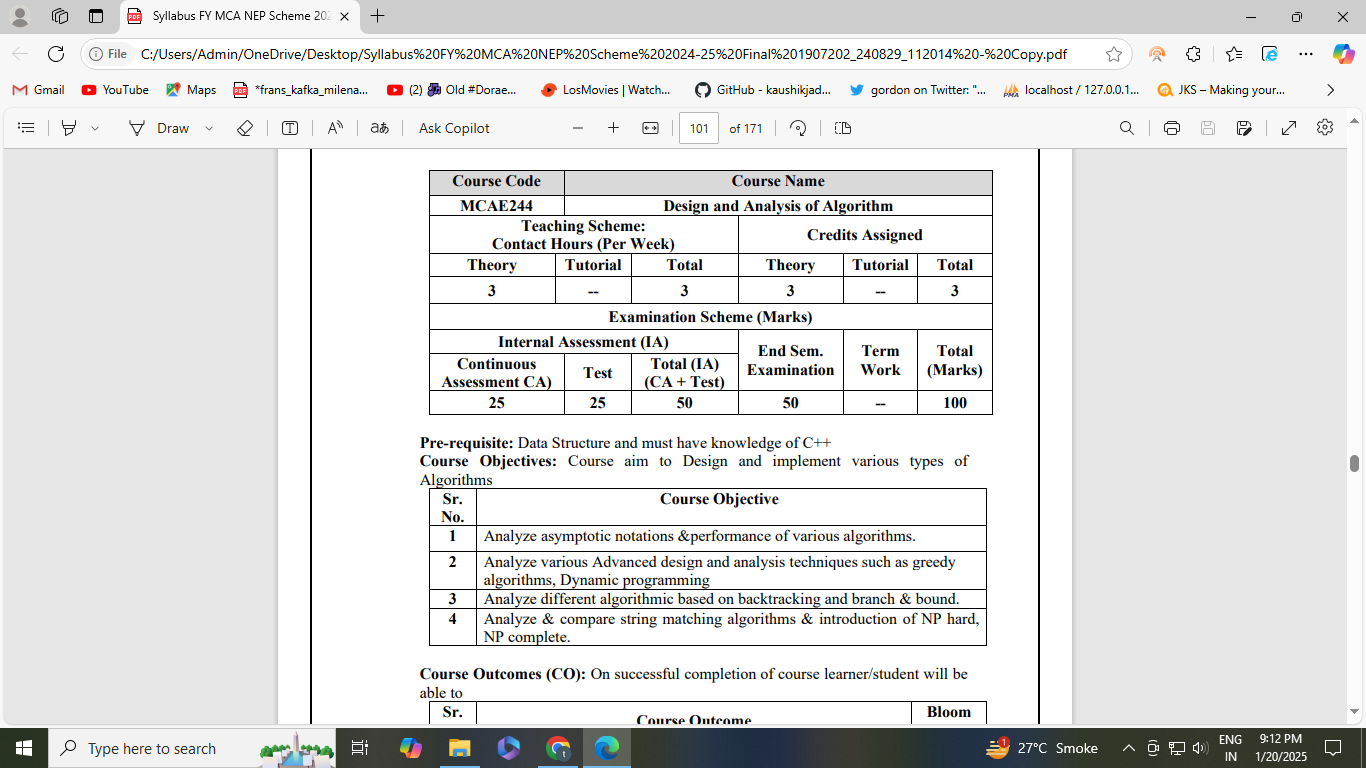 Syllabus FY MCA NEP Scheme 202
File C:/Users/Admin/OneDrive/Desktop/Syllabus%20FY%20MCA%20NEP%20Scheme%202024-25%20Final%201907202_240829_112014%20-%20Copy.pdf
Gmail YouTube Maps *frans_kafka_milena... (2) Old #Dorae... LosMovies | Watch... GitHub - kaushikjad... gordon on Twitter: "... localhost / 127.0.0.1... JKS – Making your...
Draw Ask Copilot 101 of 171
Course Code Course Name
MCAE244 Design and Analysis of Algorithm
Teaching Scheme:
Contact Hours (Per Week) Credits Assigned
Theory Tutorial Total Theory Tutorial Total
3 -- 3 3 -- 3
Examination Scheme (Marks)
Internal Assessment (IA) End Sem. Examination Term Work Total (Marks)
Continuous Assessment CA) Test Total (IA) (CA + Test)
25 25 50 50 -- 100
Pre-requisite: Data Structure and must have knowledge of C++
Course Objectives: Course aim to Design and implement various types of
Algorithms
Sr. No. Course Objective
1 Analyze asymptotic notations &performance of various algorithms.
2 Analyze various Advanced design and analysis techniques such as greedy
algorithms, Dynamic programming
3 Analyze different algorithmic based on backtracking and branch & bound.
4 Analyze & compare string matching algorithms & introduction of NP hard,
NP complete.
Course Outcomes (CO): On successful completion of course learner/student will be
able to
Sr. Course Outcome Bloom
Type here to search 1 27°C Smoke ENG IN 9:12 PM 1/20/2025